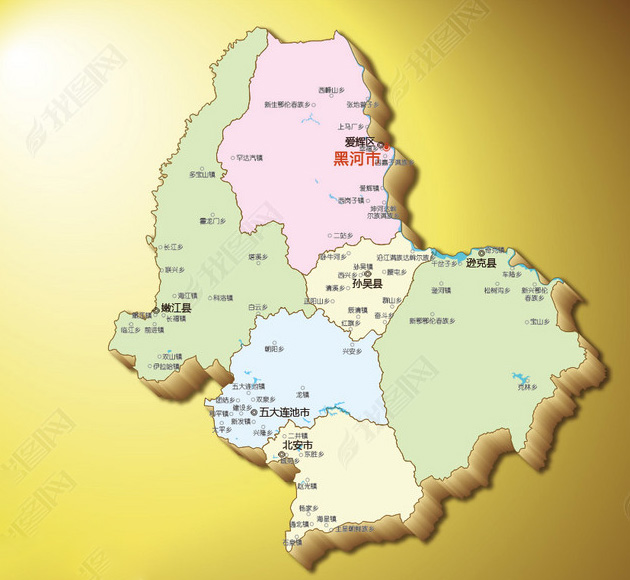 西峰山乡
新生鄂伦春族乡
张地营子乡
上马厂乡
爱辉区
幸福乡
黑河市
罕达汽镇
多宝山镇
爱辉镇
西岗子镇
坤河达斡
尔族满族乡
霍龙门乡
二站乡
长江乡
塔溪乡
卧牛河乡
沿江满族达斡尔族乡
奇克镇
逊克县
干岔子乡
联兴乡
孙吴镇
西兴乡
腰屯乡
车陆乡
孙吴县
清溪乡
逊河镇
松树沟乡
新兴鄂伦
春族乡
海江镇
科洛镇
正阳山乡
群山乡
嫩江县
白云乡
辰清镇
奋斗乡
长福镇
红旗乡
新鄂鄂伦春族乡
宝山乡
临江乡
前进镇
朝阳乡
兴安乡
双山镇
伊拉哈镇
克林乡
五大连池镇
龙镇
团结乡
双泉乡
建设乡
和平镇
五大连池市
新发镇
太平乡
兴隆乡
二井镇
北安市
东胜乡
赵光镇
杨家乡
通北镇
海星镇
主星朝鲜族乡
石泉镇
我图网